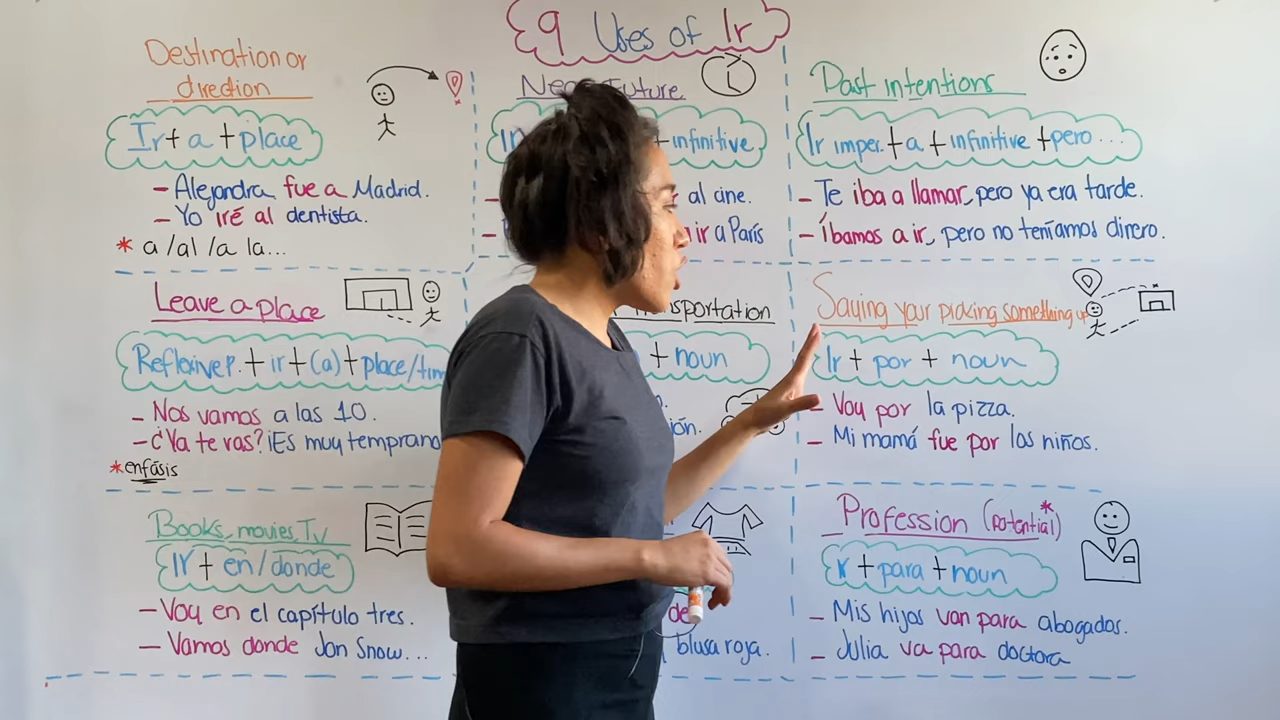 9 Uses of Ir
Destination or
direction
Ir + a + place
- Alejandra fue a Madrid.
- Yo iré al dentista.
* a /al /a la...
Future
+ infinitive
al cine.
ir a París
Past intentions
Ir imper. + a + infinitive + pero...
- Te iba a llamar, pero ya era tarde.
- íbamos a ir, pero no teníamos dinero.
Leave a place
Reflexive P. + ir + (a) + place/tim
- Nos vamos a las 10.
- ¿Ya te vas? ¡Es muy temprano
* enfasis
+ noun
Saying your picking something up
Ir + por + noun
- Voy por la pizza.
- Mi mamá fue por los niños.
Books, movies, TV
Ir + en / donde
- Voy en el capítulo tres.
- Vamos donde Jon Snow...
de
blusa roja.
Profession (potential) *
Ir + para + noun
- Mis hijos van para abogados.
- Julia va para doctora